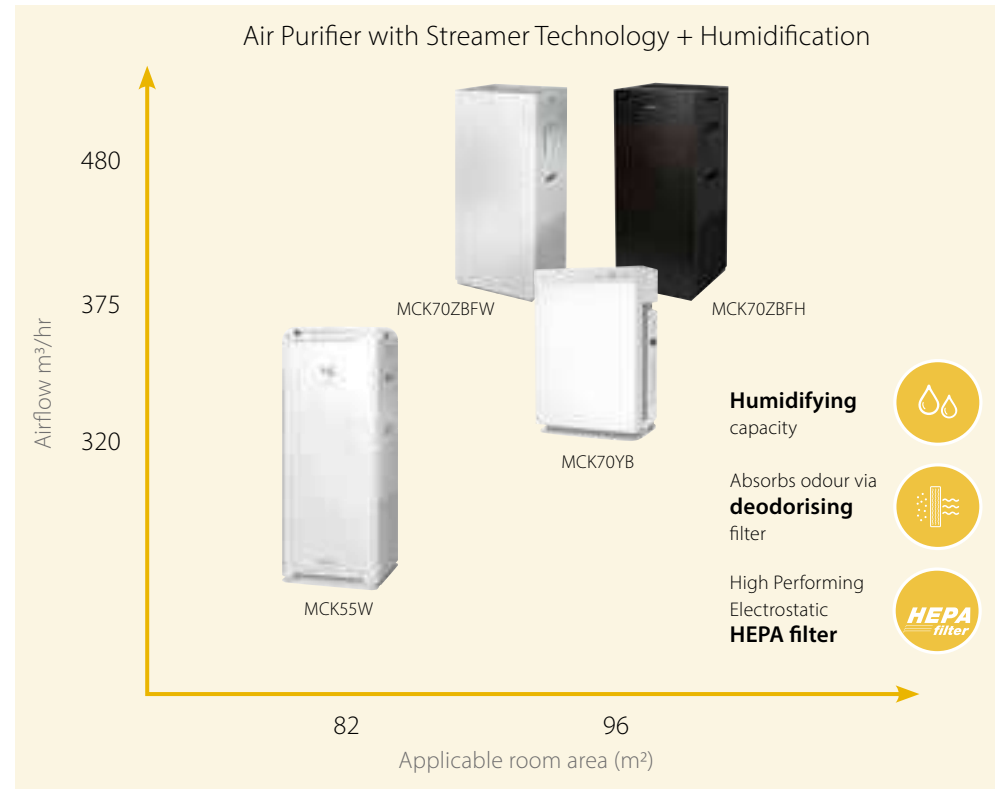 Air Purifier with Streamer Technology + Humidification
480
375
320
Airflow m³/hr
MCK70ZBFW
MCK70ZBFH
MCK70YB
MCK55W
Humidifying
capacity
Absorbs odour via
deodorising
filter
High Performing
Electrostatic
HEPA filter
HEPA
filter
82
96
Applicable room area (m²)